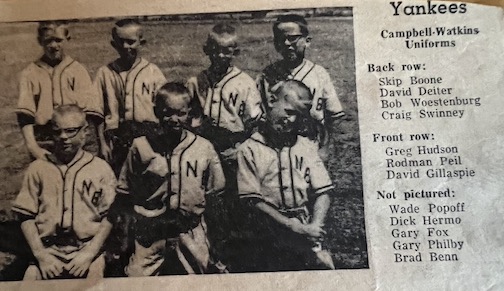 Yankees
Campbell-Watkins
Uniforms
Back row:
Skip Boone
David Deiter
Bob Woestenburg
Craig Swinney
Front row:
Greg Hudson
Rodman Peil
David Gillaspie
Not pictured:
Wade Popoff
Dick Hermo
Gary Fox
Gary Philby
Brad Benn
N
N B
N B
N